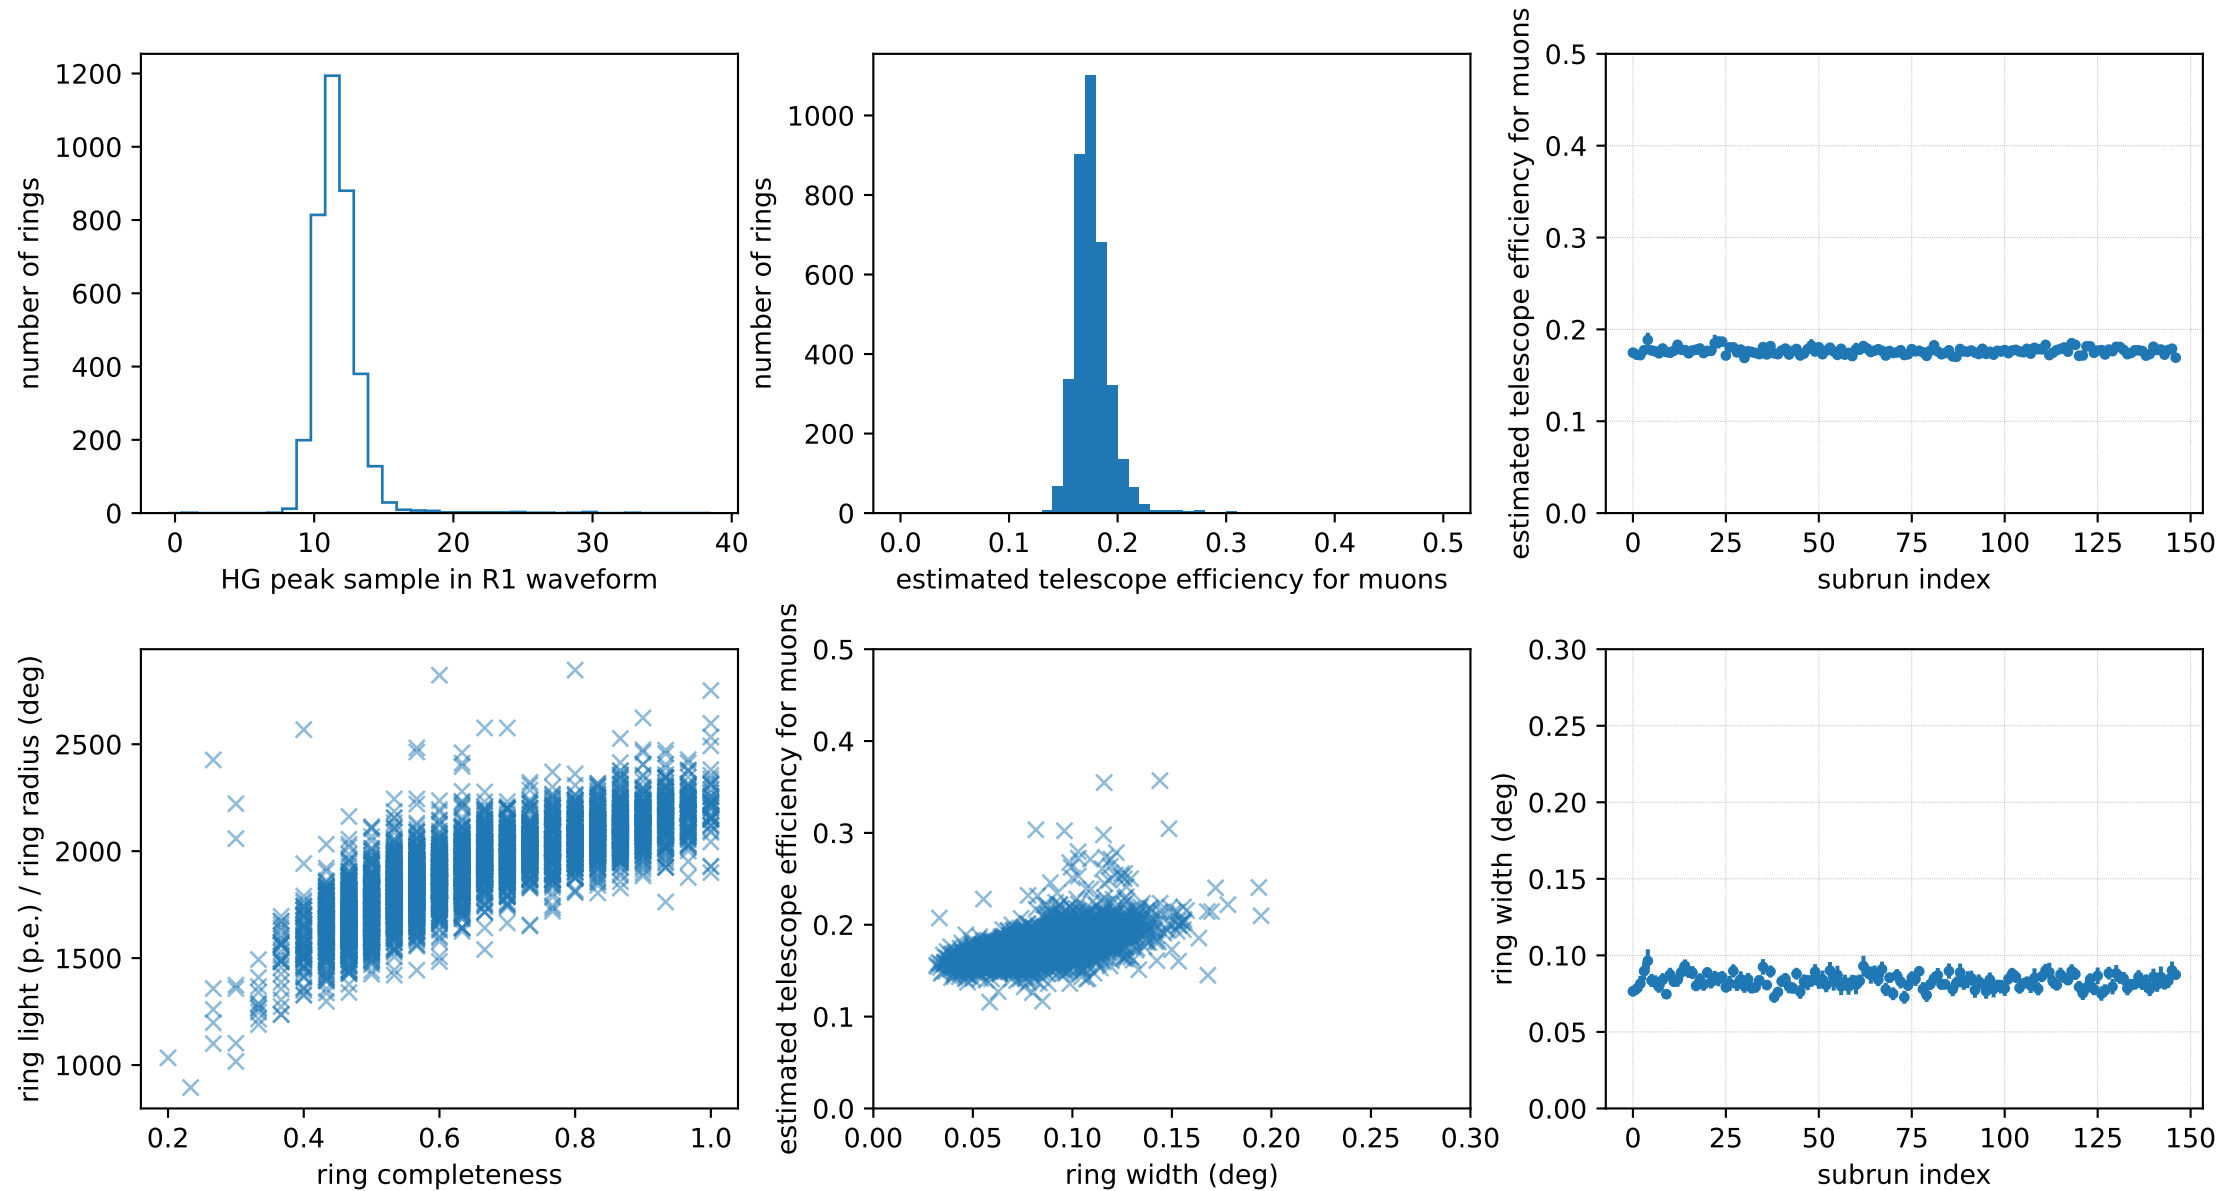 number of rings
1200
1000
800
600
400
200
0
0 10 20 30 40
HG peak sample in R1 waveform
number of rings
1000
800
600
400
200
0
0.0 0.1 0.2 0.3 0.4 0.5
estimated telescope efficiency for muons
estimated telescope efficiency for muons
0.5
0.4
0.3
0.2
0.1
0.0
0 25 50 75 100 125 150
subrun index
ring light (p.e.) / ring radius (deg)
2500
2000
1500
1000
0.2 0.4 0.6 0.8 1.0
ring completeness
estimated telescope efficiency for muons
0.5
0.4
0.3
0.2
0.1
0.0
0.00 0.05 0.10 0.15 0.20 0.25 0.30
ring width (deg)
ring width (deg)
0.30
0.25
0.20
0.15
0.10
0.05
0.00
0 25 50 75 100 125 150
subrun index